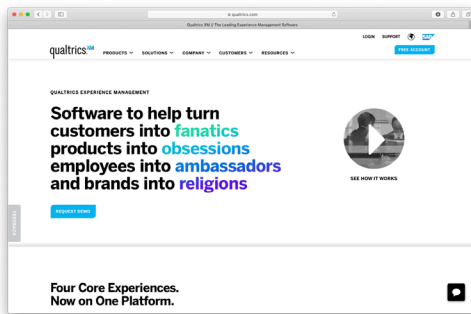 qualtrics.com
Qualtrics XM // The Leading Experience Management Software
LOGIN SUPPORT SAP
qualtrics.XM PRODUCTS SOLUTIONS COMPANY CUSTOMERS RESOURCES FREE ACCOUNT
QUALTRICS EXPERIENCE MANAGEMENT
Software to help turn
customers into fanatics
products into obsessions
employees into ambassadors
and brands into religions
SEE HOW IT WORKS
REQUEST DEMO
FEEDBACK
Four Core Experiences.
Now on One Platform.